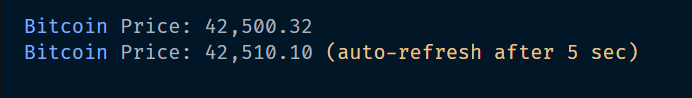 Bitcoin Price: 42,500.32
Bitcoin Price: 42,510.10 (auto-refresh after 5 sec)